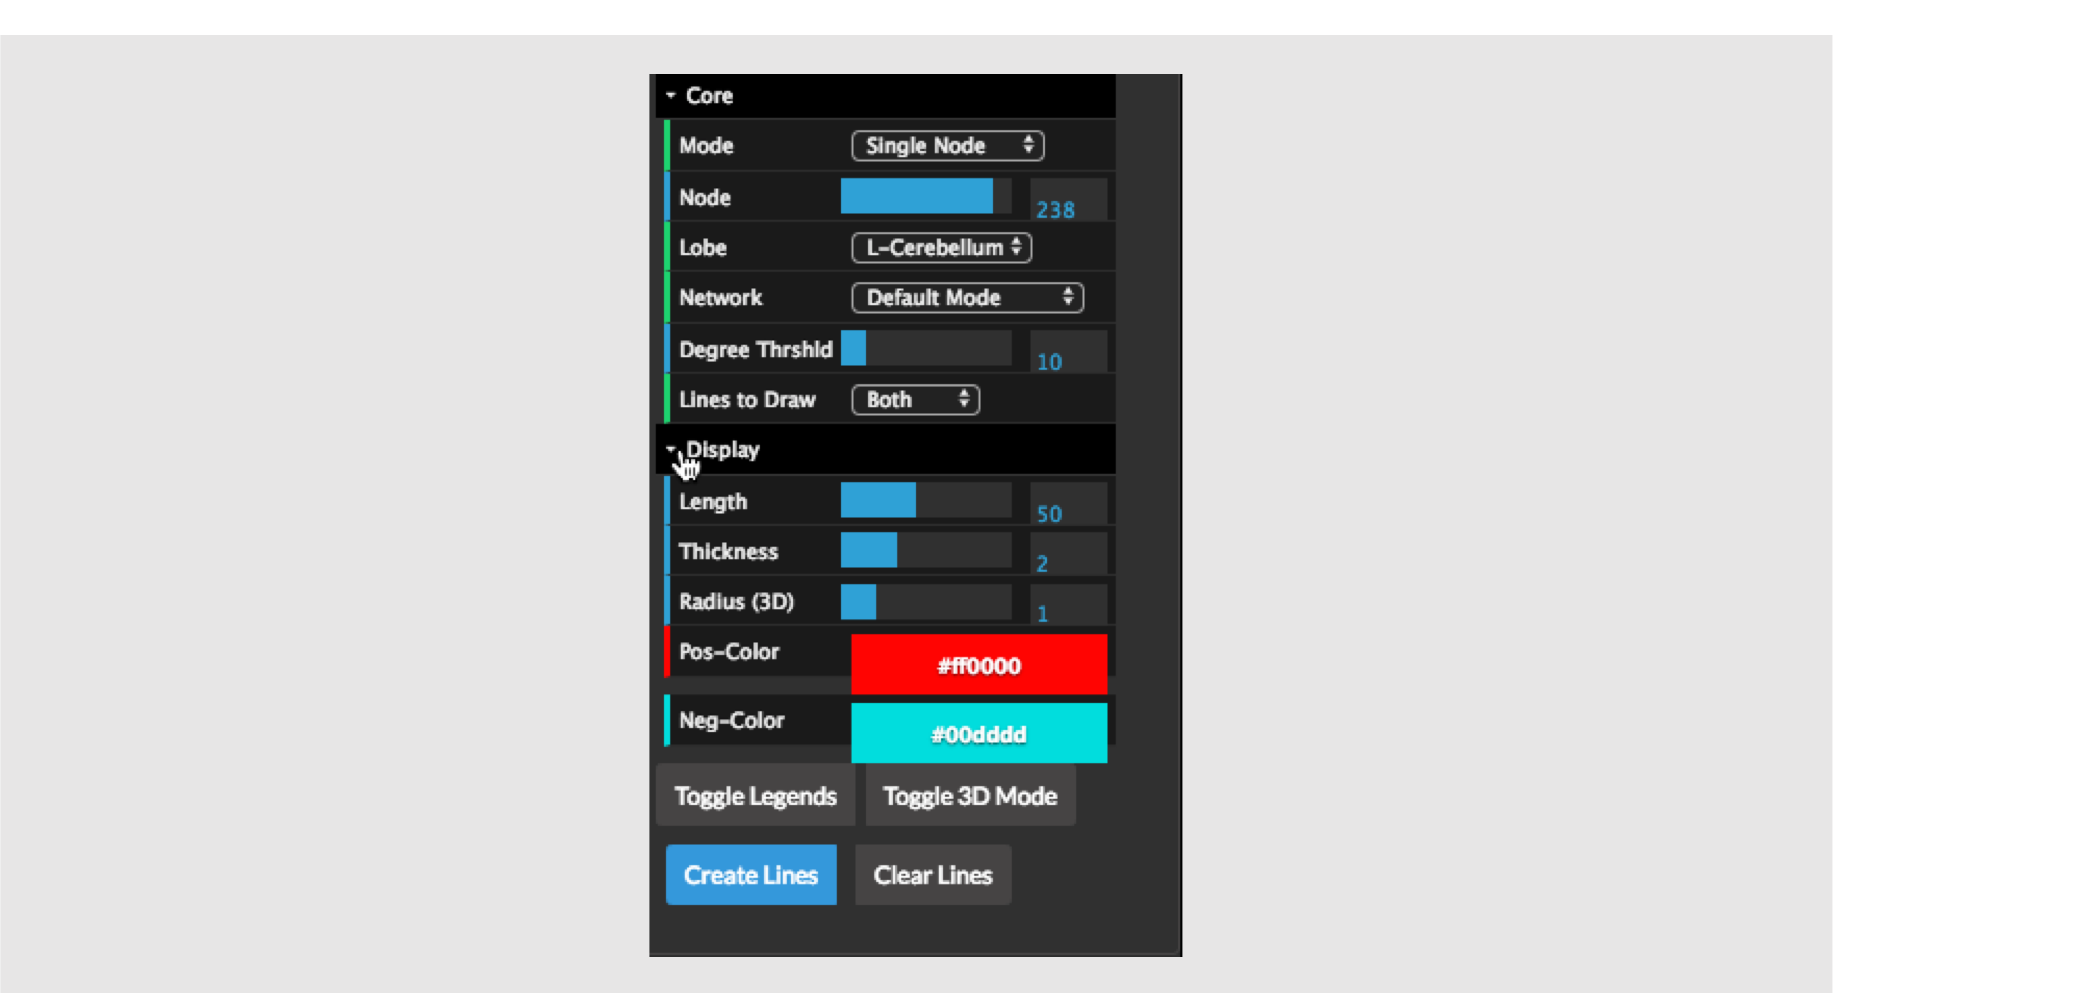 Core
Mode Single Node
Node 238
Lobe L-Cerebellum
Network Default Mode
Degree Thrshld 10
Lines to Draw Both
Display
Length 50
Thickness 2
Radius (3D) 1
Pos-Color #ff0000
Neg-Color #00dddd
Toggle Legends Toggle 3D Mode
Create Lines Clear Lines